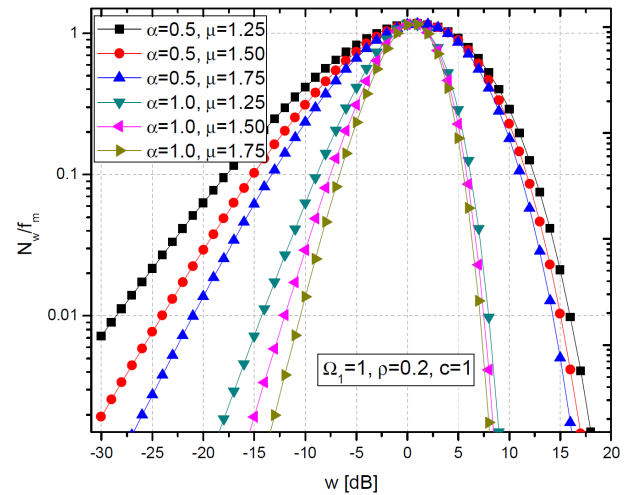 α=0.5, μ=1.25
α=0.5, μ=1.50
α=0.5, μ=1.75
α=1.0, μ=1.25
α=1.0, μ=1.50
α=1.0, μ=1.75
1
0.1
0.01
N_w/f_m
Ω₁=1, ρ=0.2, c=1
-30 -25 -20 -15 -10 -5 0 5 10 15 20
w [dB]